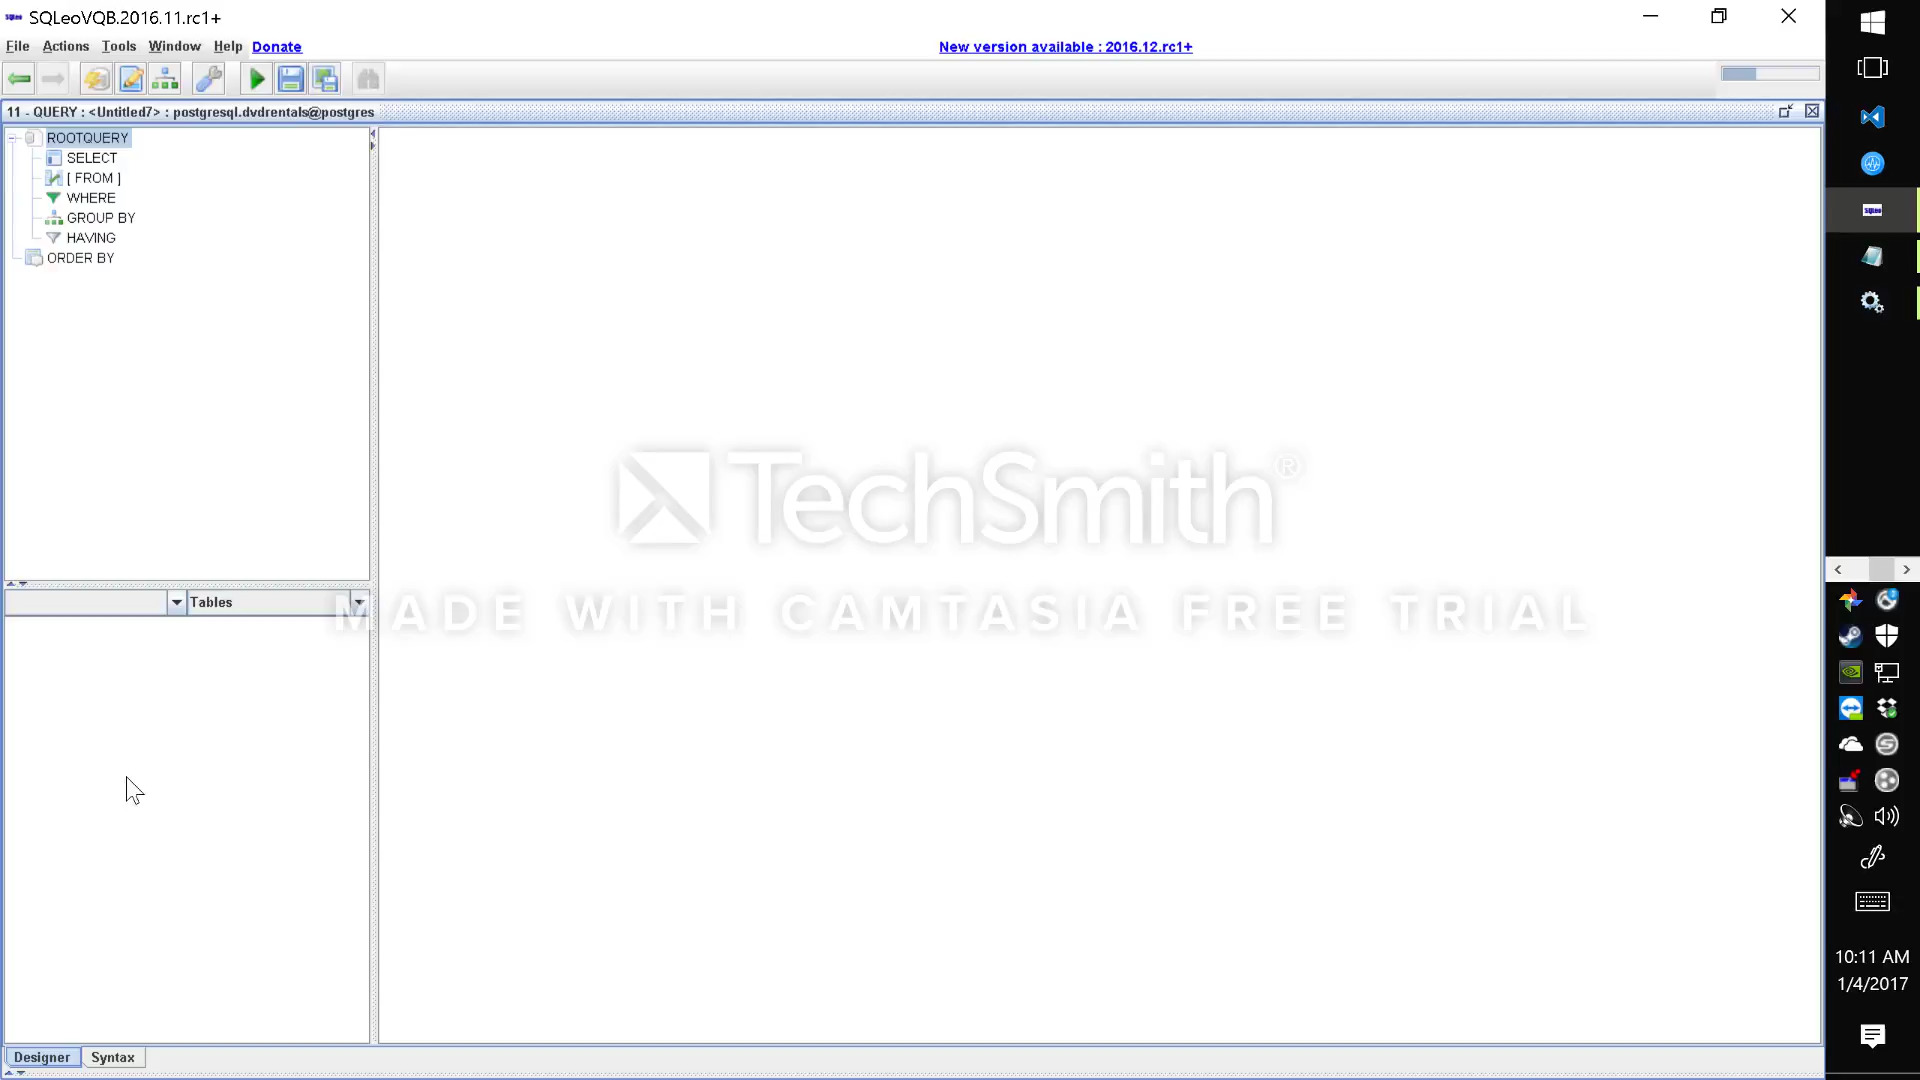 SQLeoVQB.2016.11.rc1+
File Actions Tools Window Help Donate
New version available : 2016.12.rc1+
11 - QUERY : <Untitled7> : postgresql.dvdrentals@postgres
ROOTQUERY
SELECT
[ FROM ]
WHERE
GROUP BY
HAVING
ORDER BY
TechSmith®
Tables
MADE WITH CAMTASIA FREE TRIAL
Designer Syntax
SQLeo
10:11 AM
1/4/2017